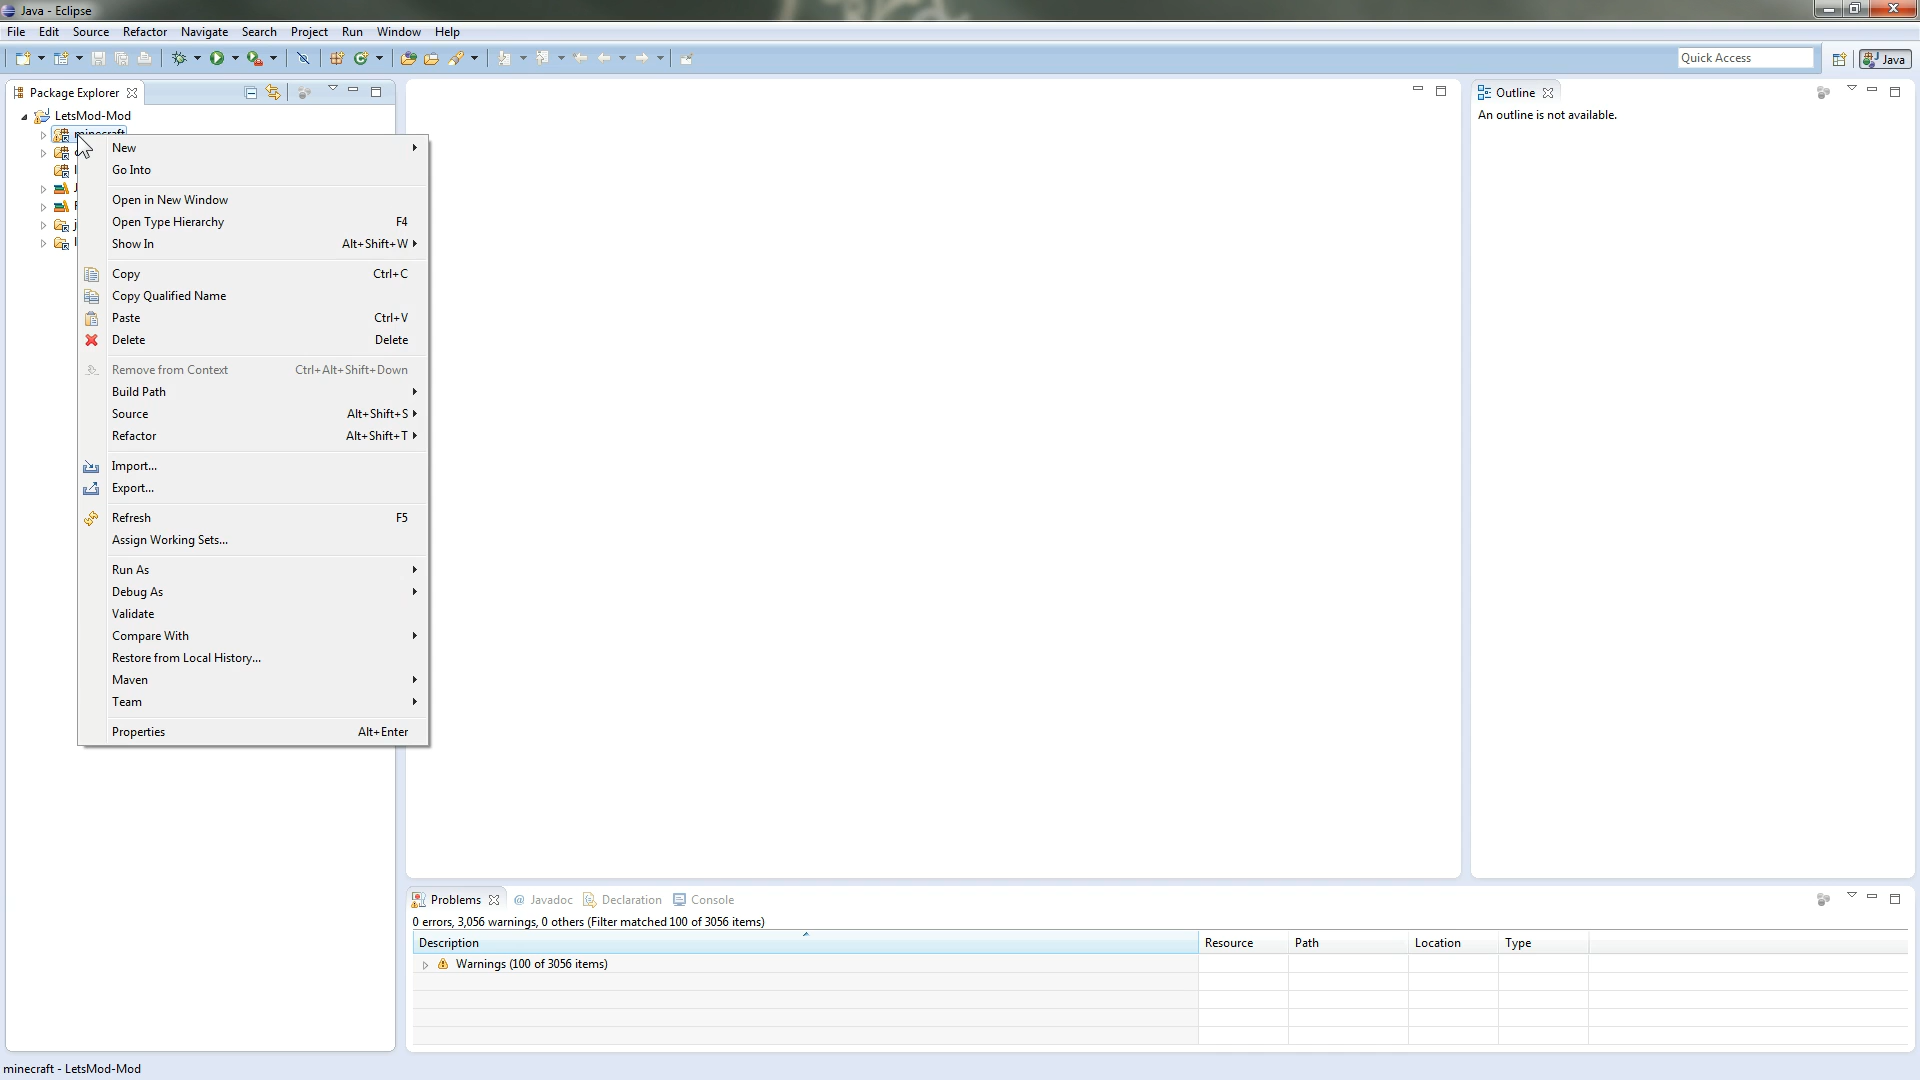 Java - Eclipse
File Edit Source Refactor Navigate Search Project Run Window Help
Quick Access
Java
Package Explorer
LetsMod-Mod
minecraft
New
Go Into
Open in New Window
Open Type Hierarchy F4
Show In Alt+Shift+W
Copy Ctrl+C
Copy Qualified Name
Paste Ctrl+V
Delete Delete
Remove from Context Ctrl+Alt+Shift+Down
Build Path
Source Alt+Shift+S
Refactor Alt+Shift+T
Import...
Export...
Refresh F5
Assign Working Sets...
Run As
Debug As
Validate
Compare With
Restore from Local History...
Maven
Team
Properties Alt+Enter
Outline
An outline is not available.
Problems @ Javadoc Declaration Console
0 errors, 3,056 warnings, 0 others (Filter matched 100 of 3056 items)
Description Resource Path Location Type
Warnings (100 of 3056 items)
minecraft - LetsMod-Mod